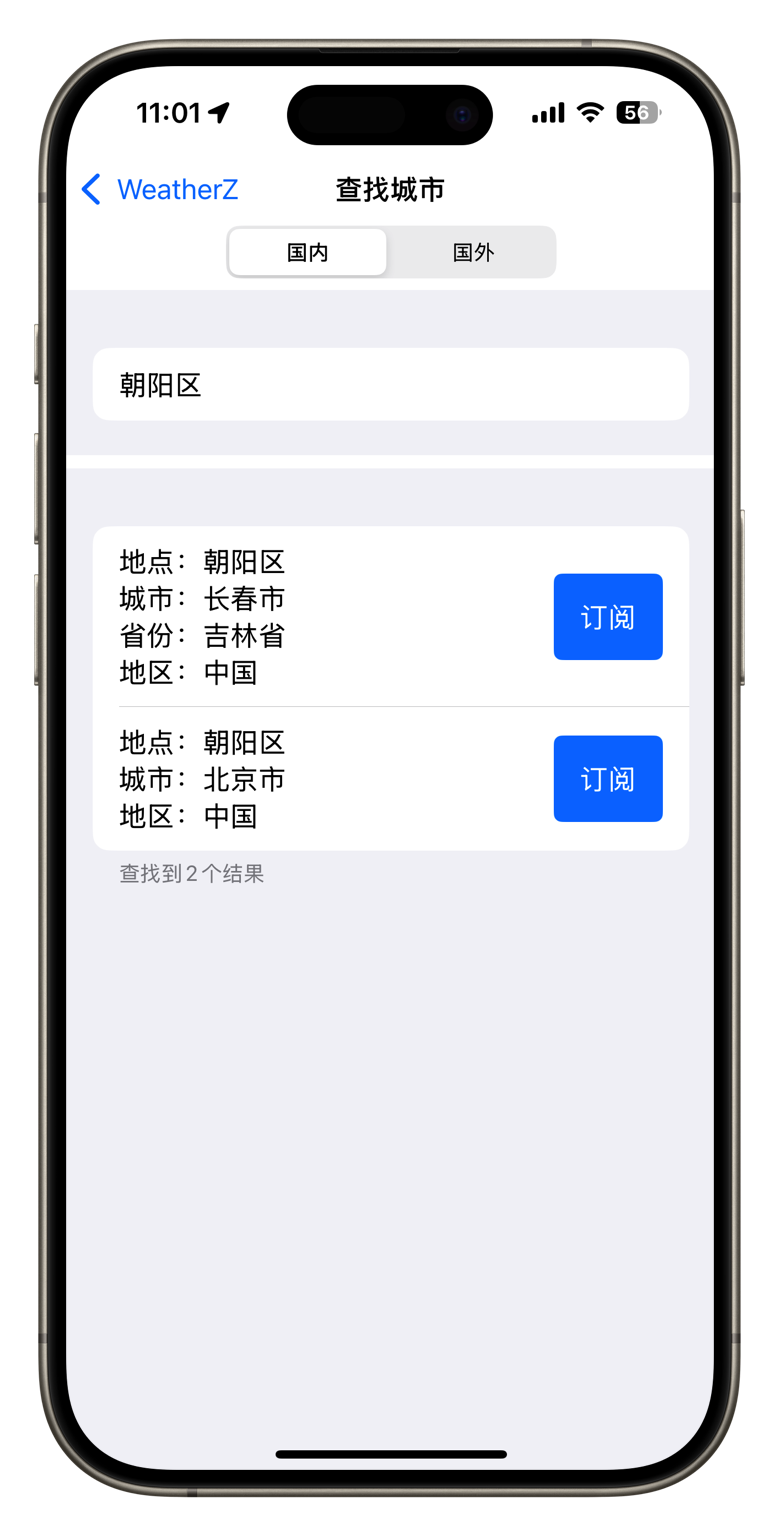 11:01
56
WeatherZ
查找城市
国内
国外
朝阳区
地点：朝阳区
城市：长春市
省份：吉林省
地区：中国
订阅
地点：朝阳区
城市：北京市
地区：中国
订阅
查找到2个结果